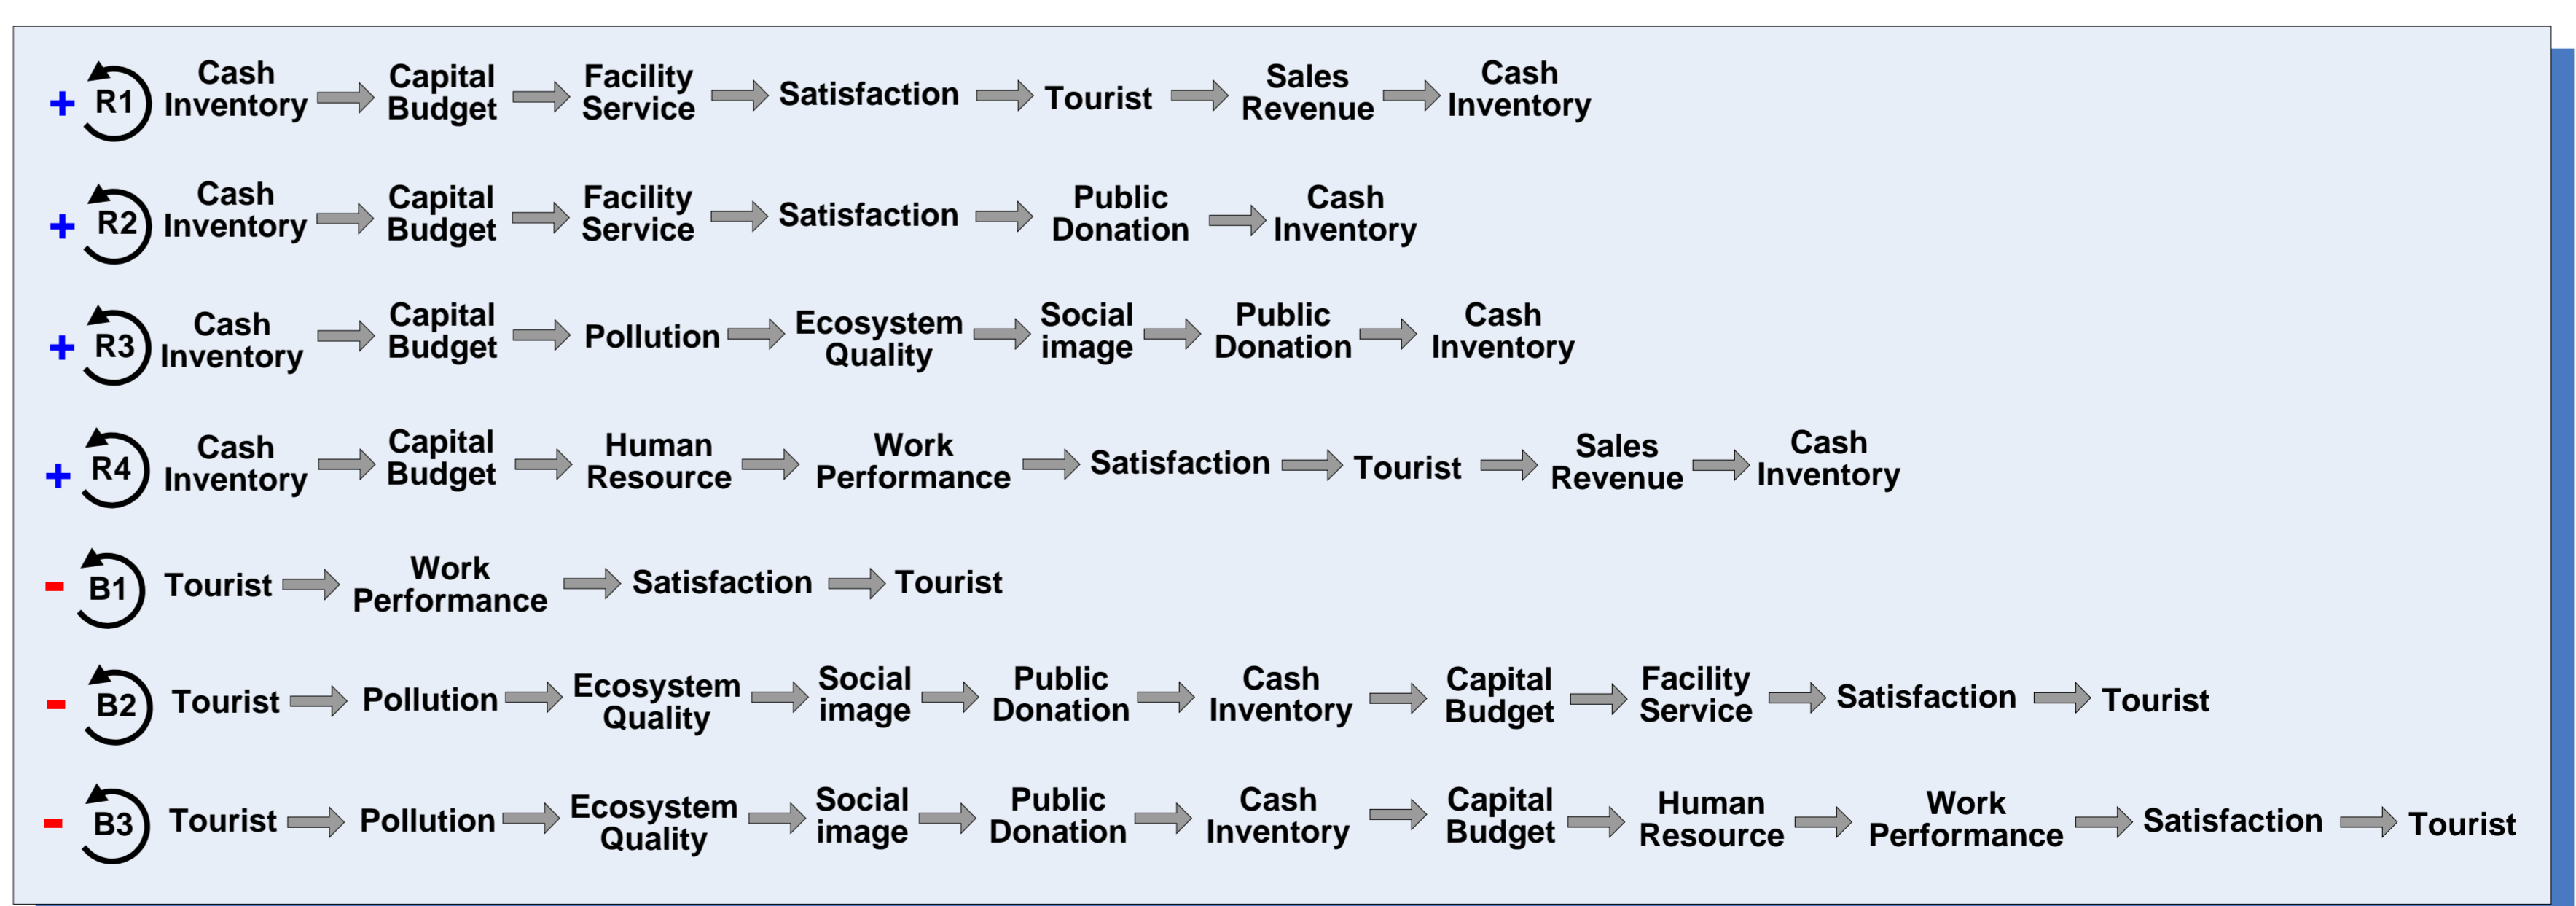 + R1 Cash Inventory Capital Budget Facility Service Satisfaction Tourist Sales Revenue Cash Inventory
+ R2 Cash Inventory Capital Budget Facility Service Satisfaction Public Donation Cash Inventory
+ R3 Cash Inventory Capital Budget Pollution Ecosystem Quality Social image Public Donation Cash Inventory
+ R4 Cash Inventory Capital Budget Human Resource Work Performance Satisfaction Tourist Sales Revenue Cash Inventory
- B1 Tourist Work Performance Satisfaction Tourist
- B2 Tourist Pollution Ecosystem Quality Social image Public Donation Cash Inventory Capital Budget Facility Service Satisfaction Tourist
- B3 Tourist Pollution Ecosystem Quality Social image Public Donation Cash Inventory Capital Budget Human Resource Work Performance Satisfaction Tourist